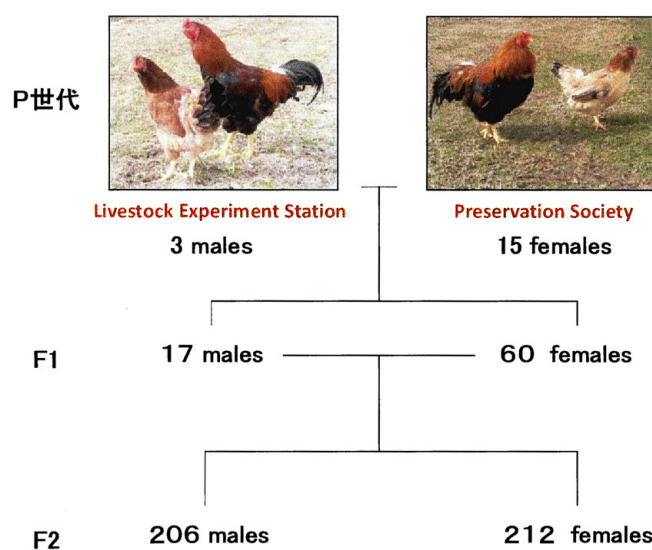 P世代
Livestock Experiment Station
Preservation Society
3 males
15 females
F1
17 males
60 females
F2
206 males
212 females